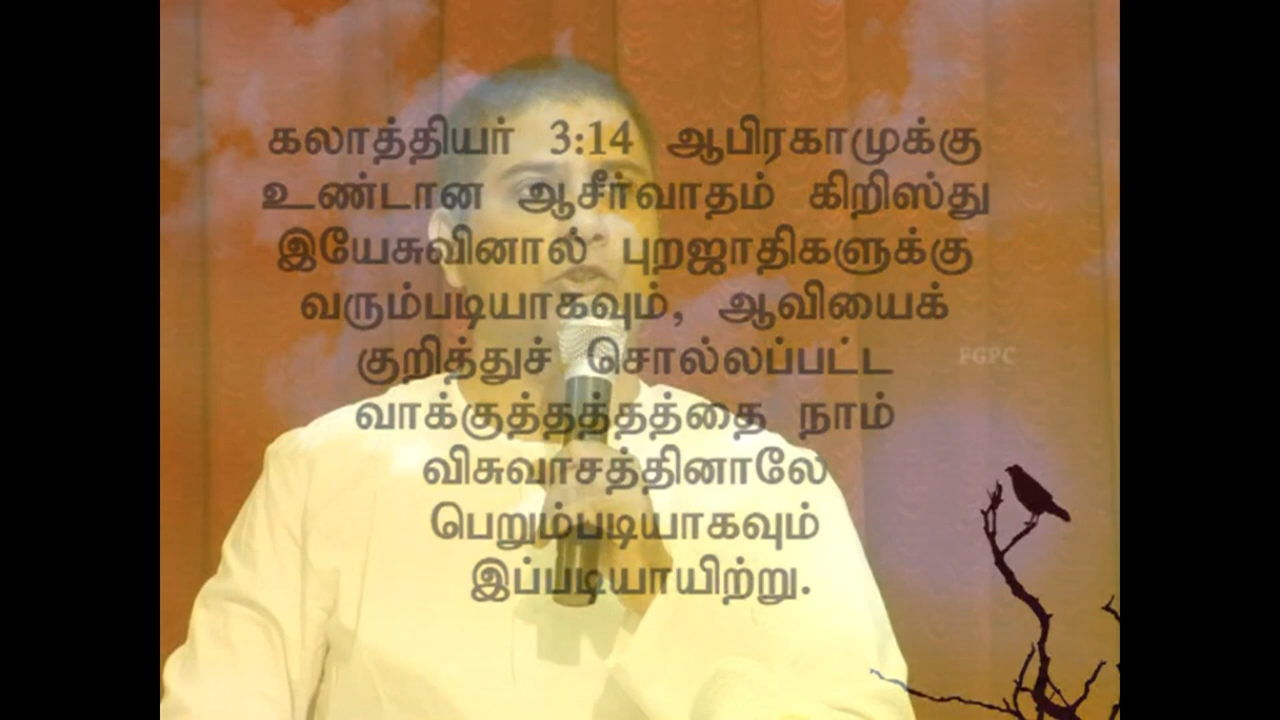 கலாத்தியர் 3:14 ஆபிரகாமுக்கு
உண்டான ஆசீர்வாதம் கிறிஸ்து
இயேசுவினால் புறஜாதிகளுக்கு
வரும்படியாகவும், ஆவியைக்
குறித்துச் சொல்லப்பட்ட
வாக்குத்தத்தத்தை நாம்
விசுவாசத்தினாலே
பெறும்படியாகவும்
இப்படியாயிற்று.
FGPC